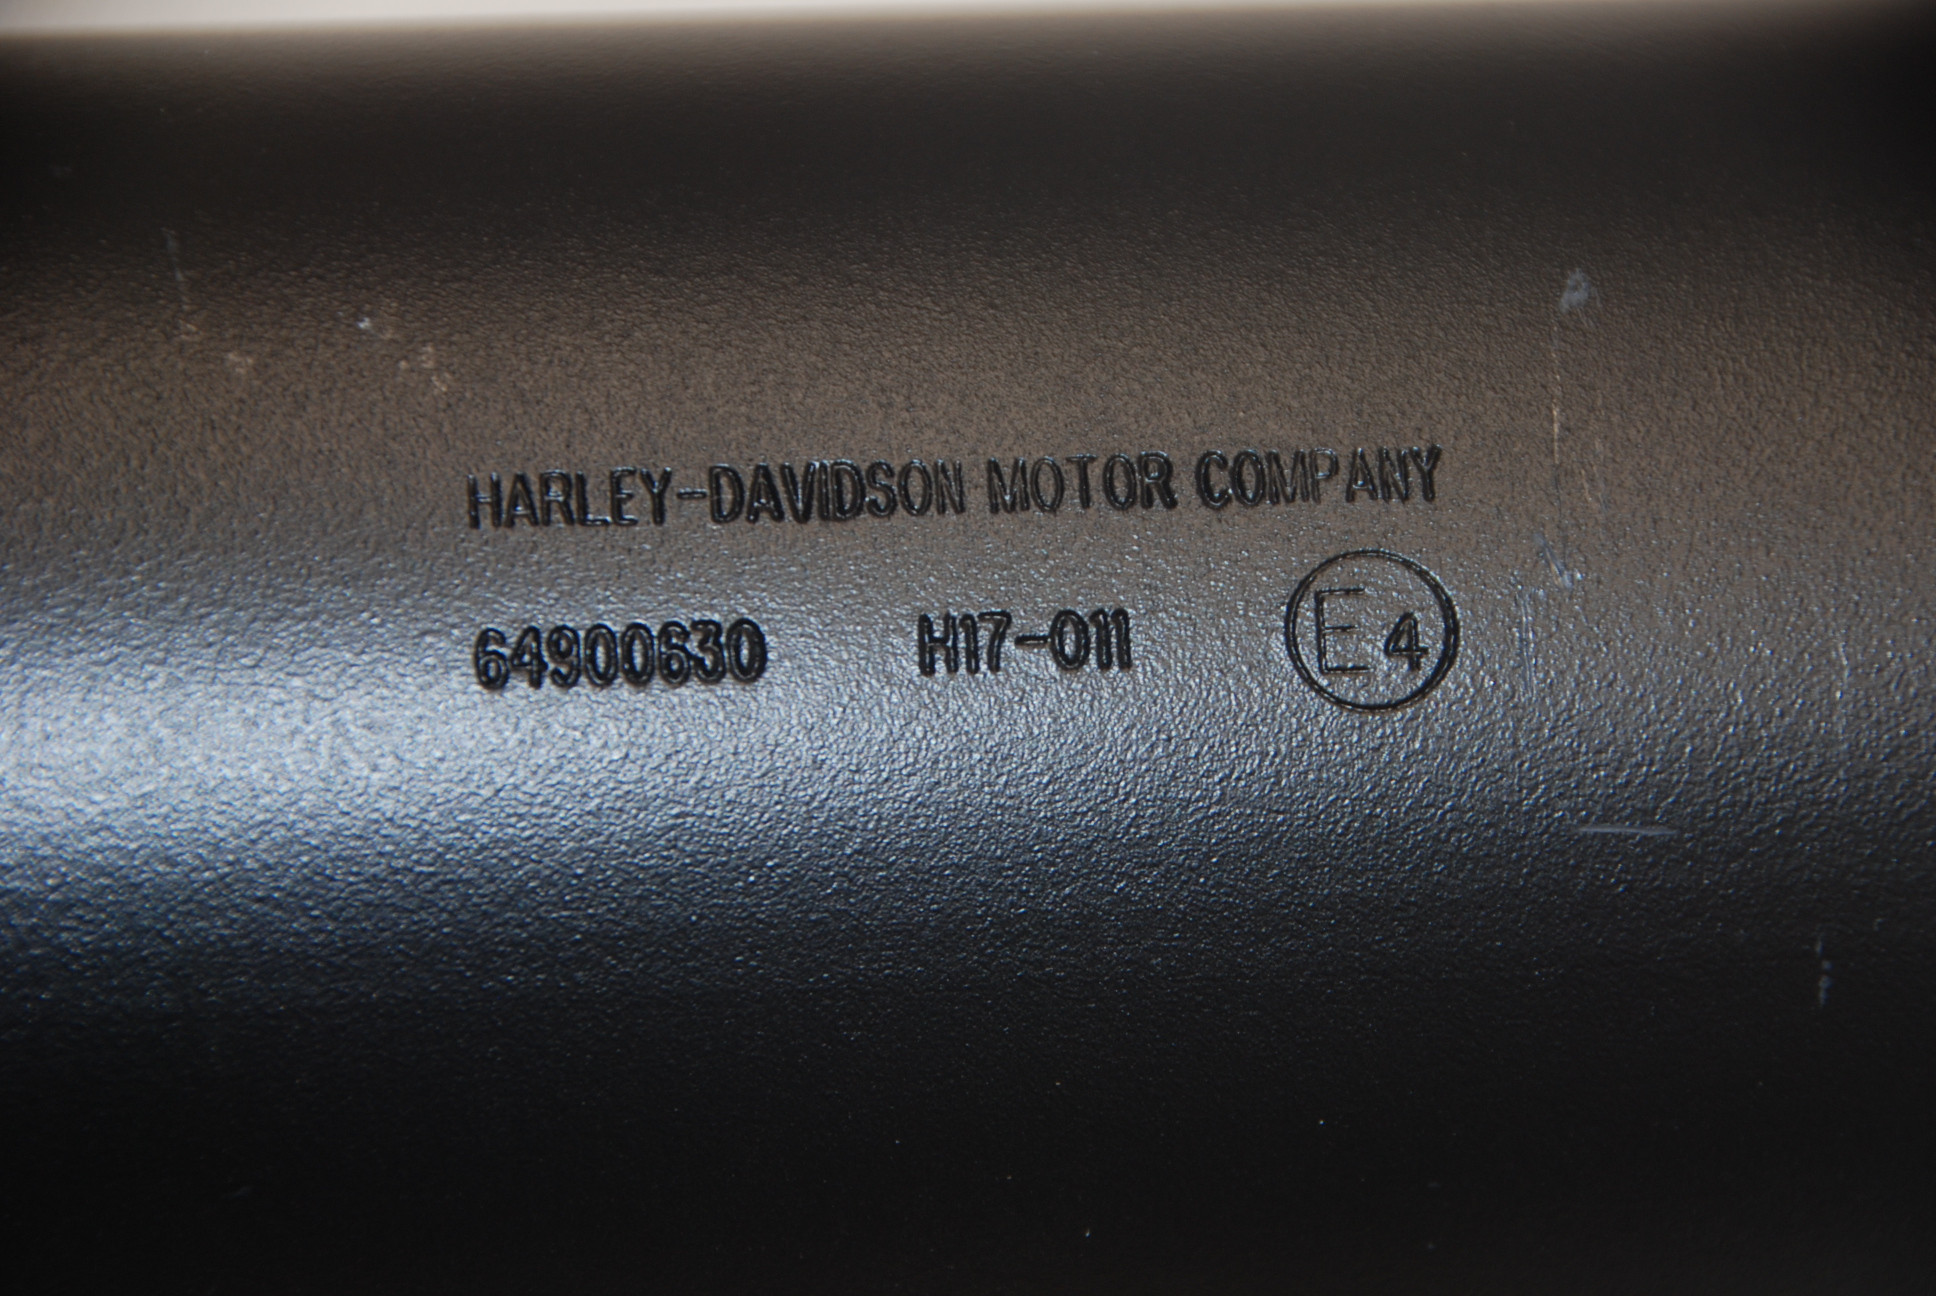 HARLEY-DAVIDSON MOTOR COMPANY
64900630 H17-011 E4